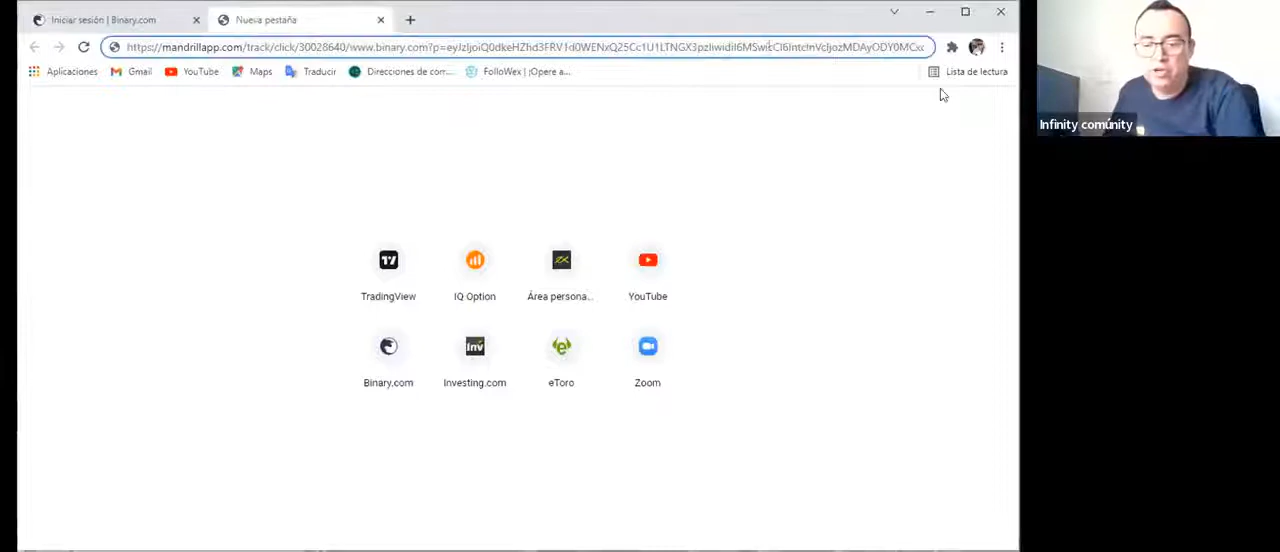 Iniciar sesión | Binary.com
Nueva pestaña
Aplicaciones
Gmail
YouTube
Maps
Traducir
Direcciones de corr...
FolloWex | ¡Opere a...
Lista de lectura
Infinity comúnity
TradingView
IQ Option
Área persona...
YouTube
Binary.com
Investing.com
eToro
Zoom